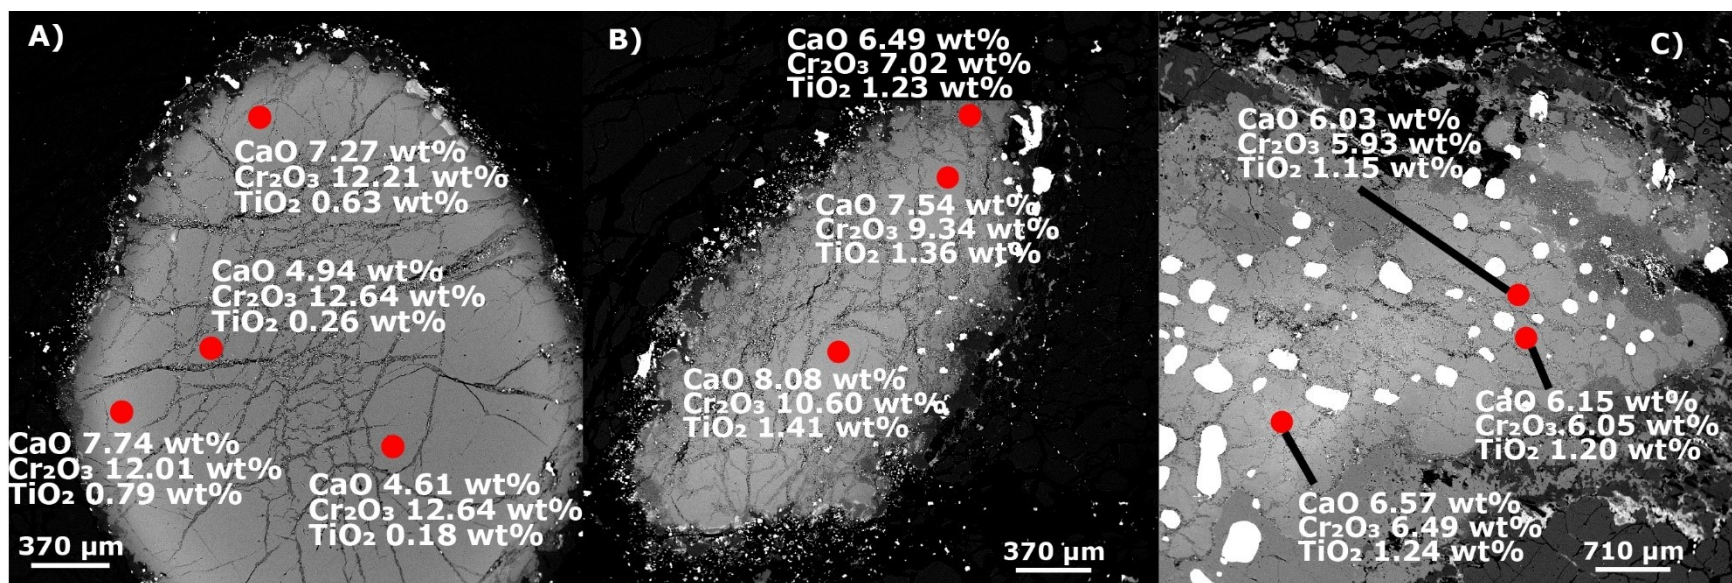 A)
CaO 7.27 wt%
Cr₂O₃ 12.21 wt%
TiO₂ 0.63 wt%
CaO 4.94 wt%
Cr₂O₃ 12.64 wt%
TiO₂ 0.26 wt%
CaO 7.74 wt%
Cr₂O₃ 12.01 wt%
TiO₂ 0.79 wt%
CaO 4.61 wt%
Cr₂O₃ 12.64 wt%
TiO₂ 0.18 wt%
370 µm
B)
CaO 6.49 wt%
Cr₂O₃ 7.02 wt%
TiO₂ 1.23 wt%
CaO 7.54 wt%
Cr₂O₃ 9.34 wt%
TiO₂ 1.36 wt%
CaO 8.08 wt%
Cr₂O₃ 10.60 wt%
TiO₂ 1.41 wt%
370 µm
C)
CaO 6.03 wt%
Cr₂O₃ 5.93 wt%
TiO₂ 1.15 wt%
CaO 6.15 wt%
Cr₂O₃ 6.05 wt%
TiO₂ 1.20 wt%
CaO 6.57 wt%
Cr₂O₃ 6.49 wt%
TiO₂ 1.24 wt%
710 µm